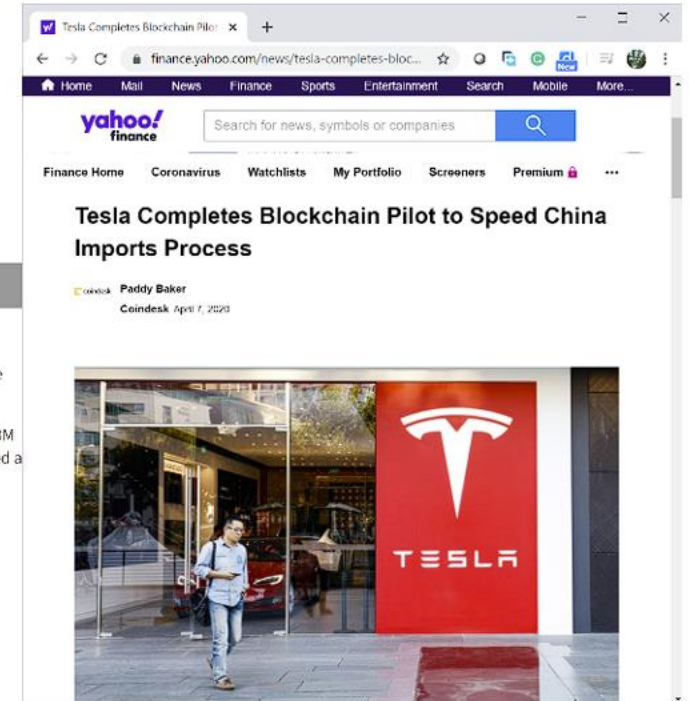 Tesla Completes Blockchain Pilot
finance.yahoo.com/news/tesla-completes-bloc...
New
Home Mail News Finance Sports Entertainment Search Mobile More...
yahoo!
finance
Search for news, symbols or companies
Finance Home Coronavirus Watchlists My Portfolio Screeners Premium ...
Tesla Completes Blockchain Pilot to Speed China
Imports Process
coindesk Paddy Baker
Coindesk April 7, 2020
TESLA